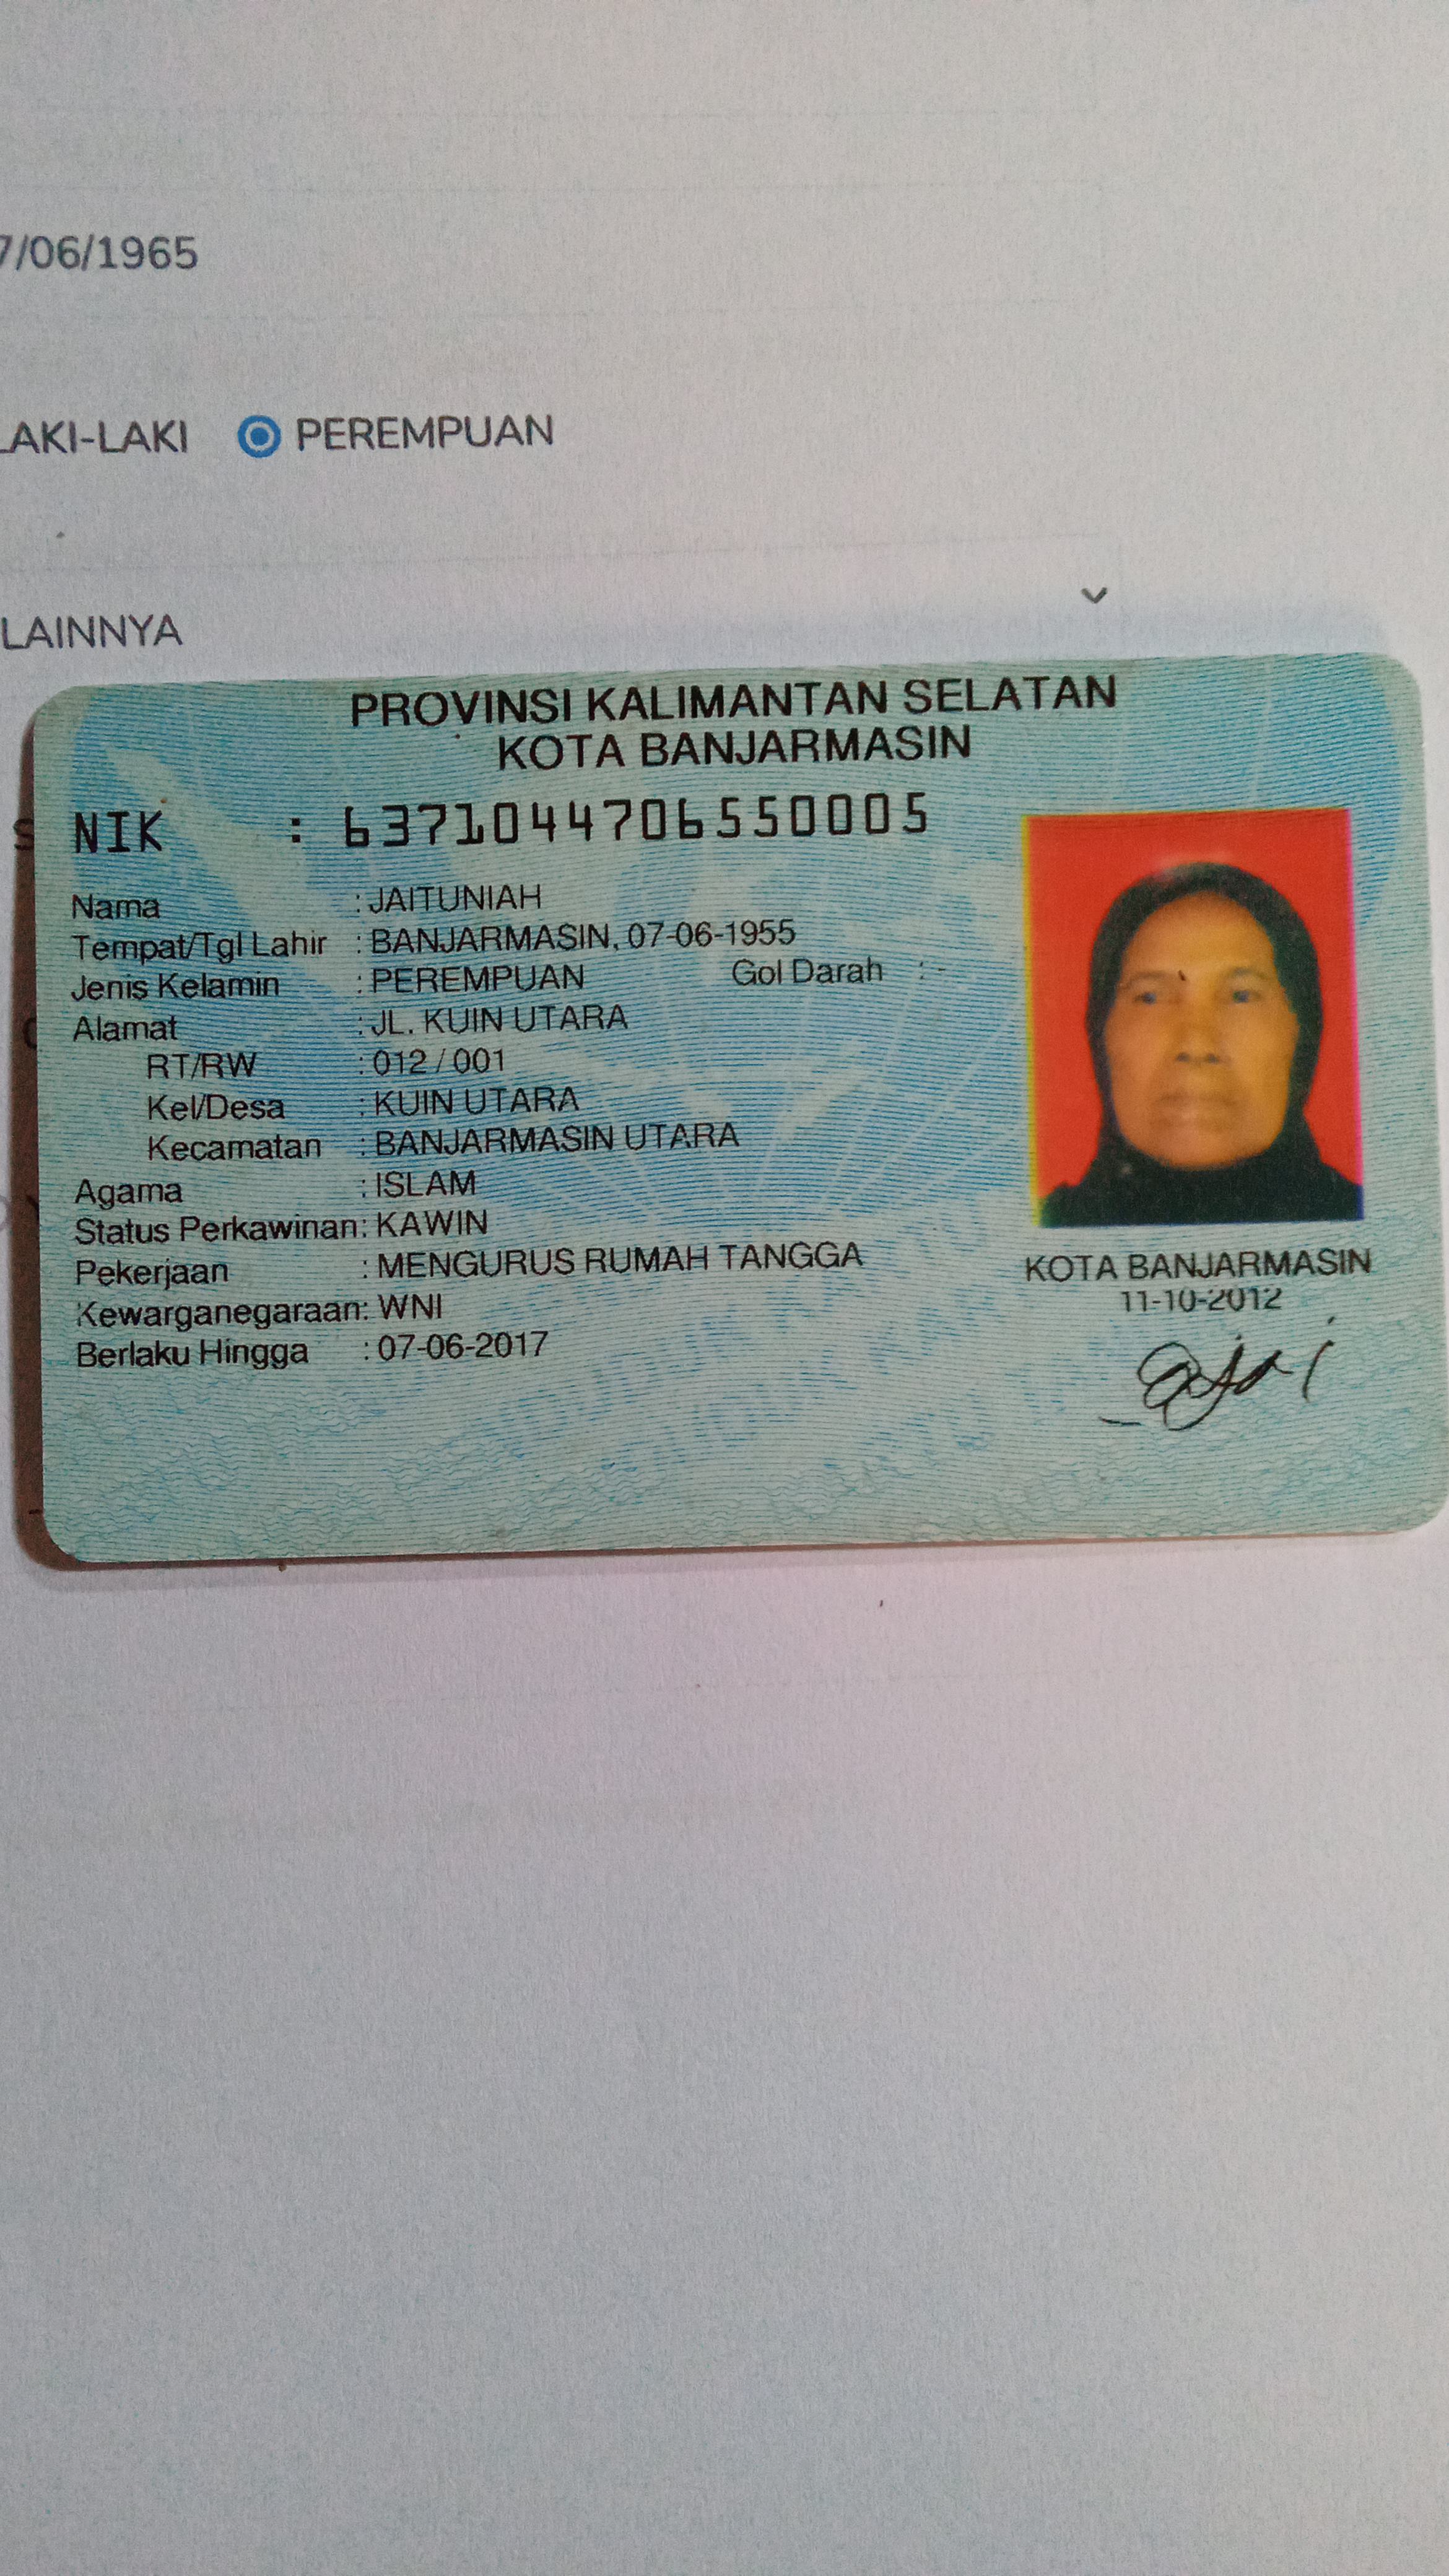 7/06/1965
LAKI-LAKI PEREMPUAN
LAINNYA
PROVINSI KALIMANTAN SELATAN
KOTA BANJARMASIN
NIK : 6371044706550005
Nama : JAITUNIAH
Tempat/Tgl Lahir : BANJARMASIN, 07-06-1955
Jenis Kelamin : PEREMPUAN Gol Darah : -
Alamat : JL. KUIN UTARA
RT/RW : 012 / 001
Kel/Desa : KUIN UTARA
Kecamatan : BANJARMASIN UTARA
Agama : ISLAM
Status Perkawinan: KAWIN
Pekerjaan : MENGURUS RUMAH TANGGA
Kewarganegaraan: WNI
Berlaku Hingga : 07-06-2017
KOTA BANJARMASIN
11-10-2012